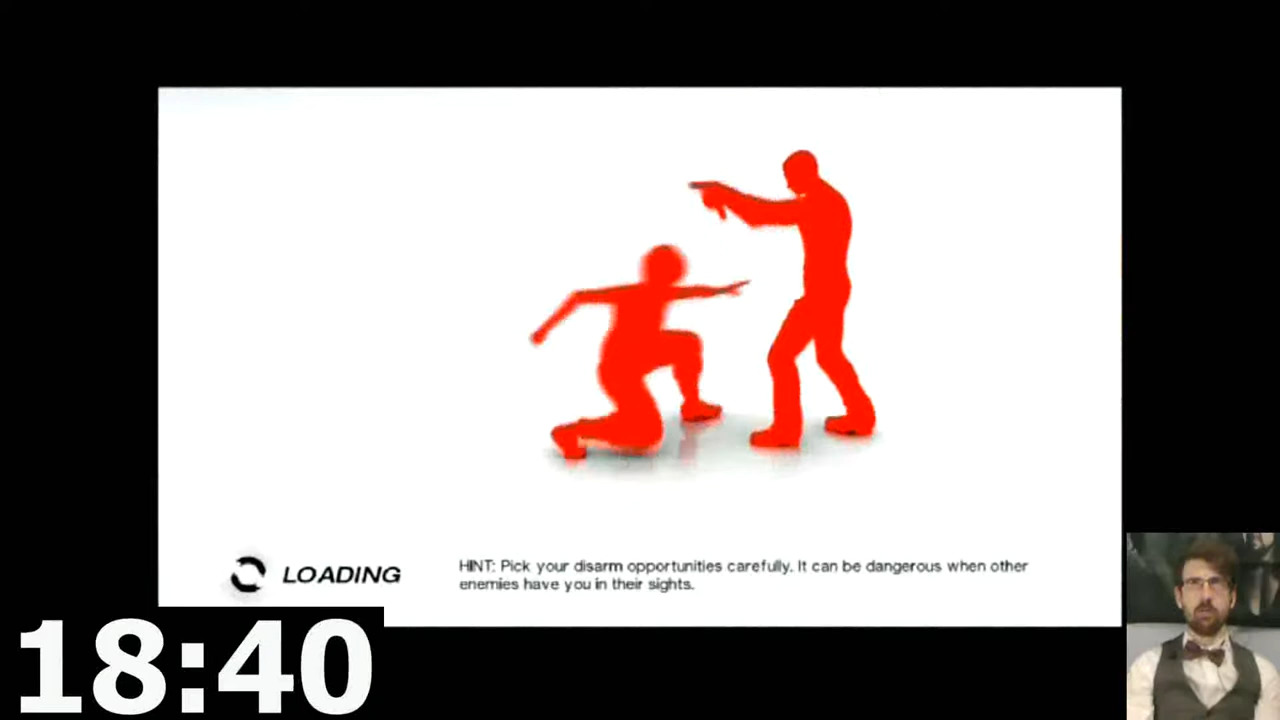 LOADING
HINT: Pick your disarm opportunities carefully. It can be dangerous when other
enemies have you in their sights.
18:40